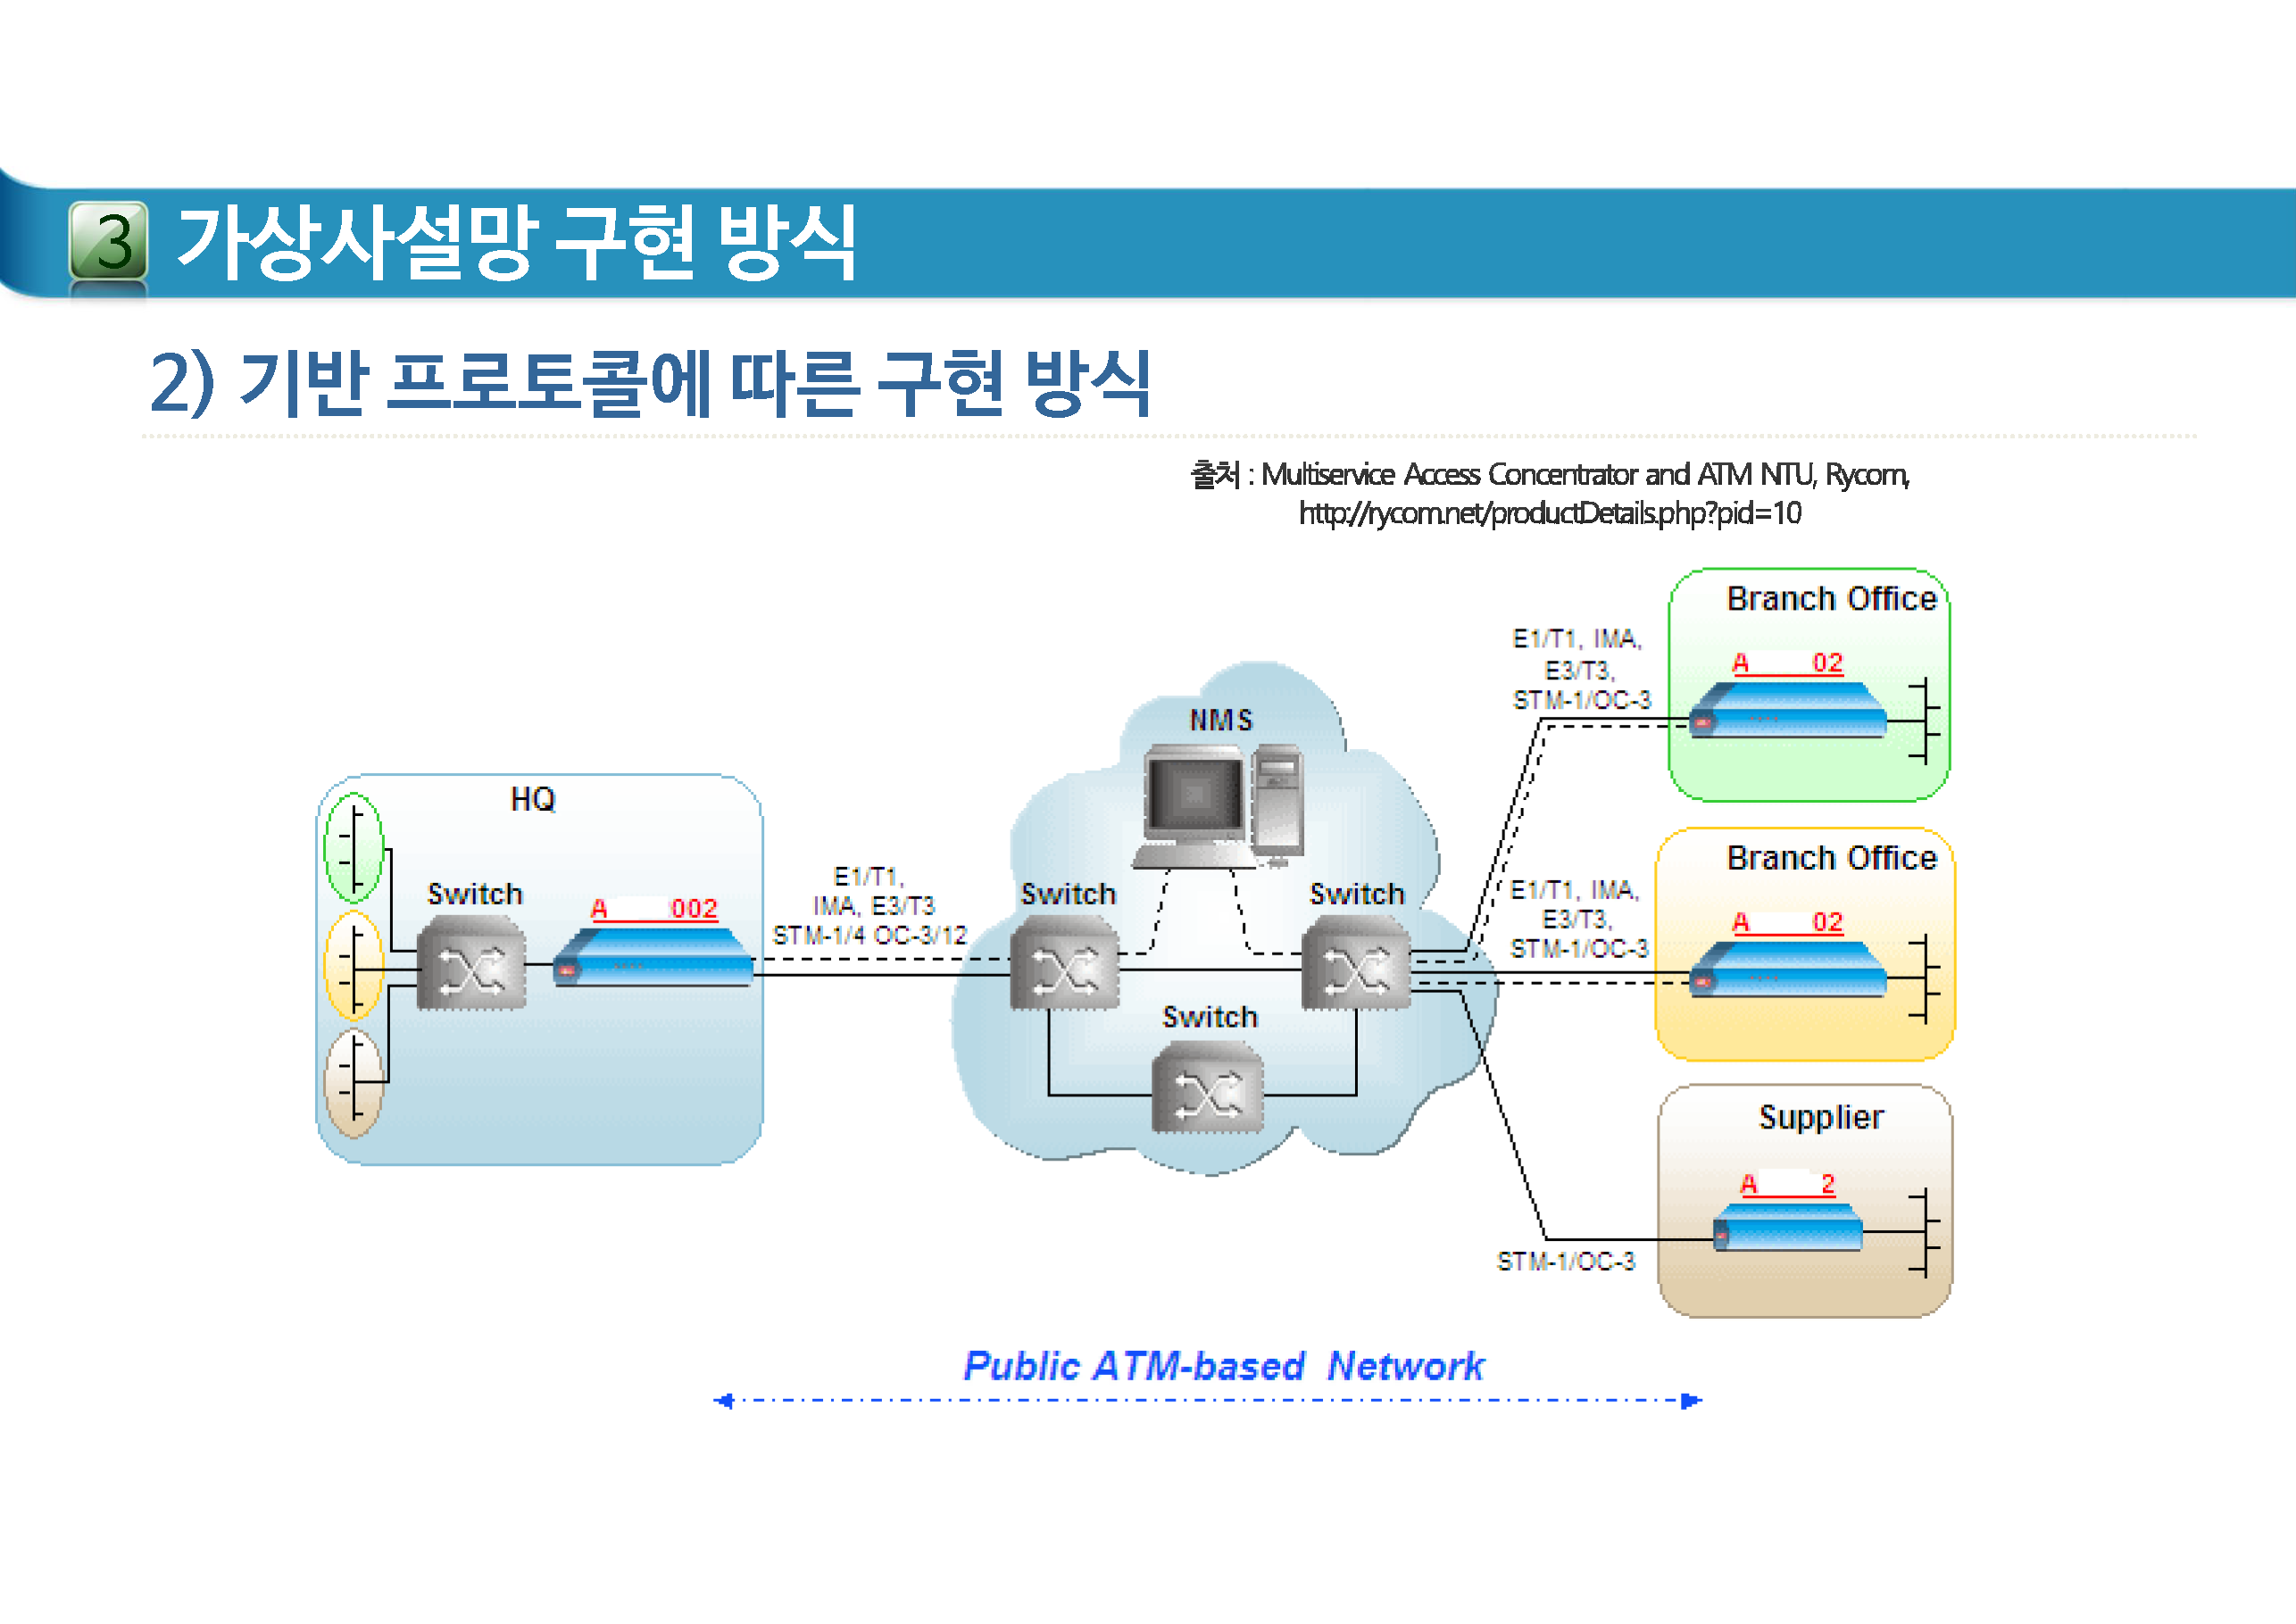 3 가상사설망 구현 방식
2) 기반 프로토콜에 따른 구현 방식
출처 : Multiservice Access Concentrator and ATM NTU, Rycom,
http://rycom.net/productDetails.php?pid=10
HQ
Switch
A 002
E1/T1,
IMA, E3/T3
STM-1/4 OC-3/12
NMS
Switch
Switch
Switch
E1/T1, IMA,
E3/T3,
STM-1/OC-3
Branch Office
A 02
E1/T1, IMA,
E3/T3,
STM-1/OC-3
Branch Office
A 02
Supplier
A 2
STM-1/OC-3
Public ATM-based Network